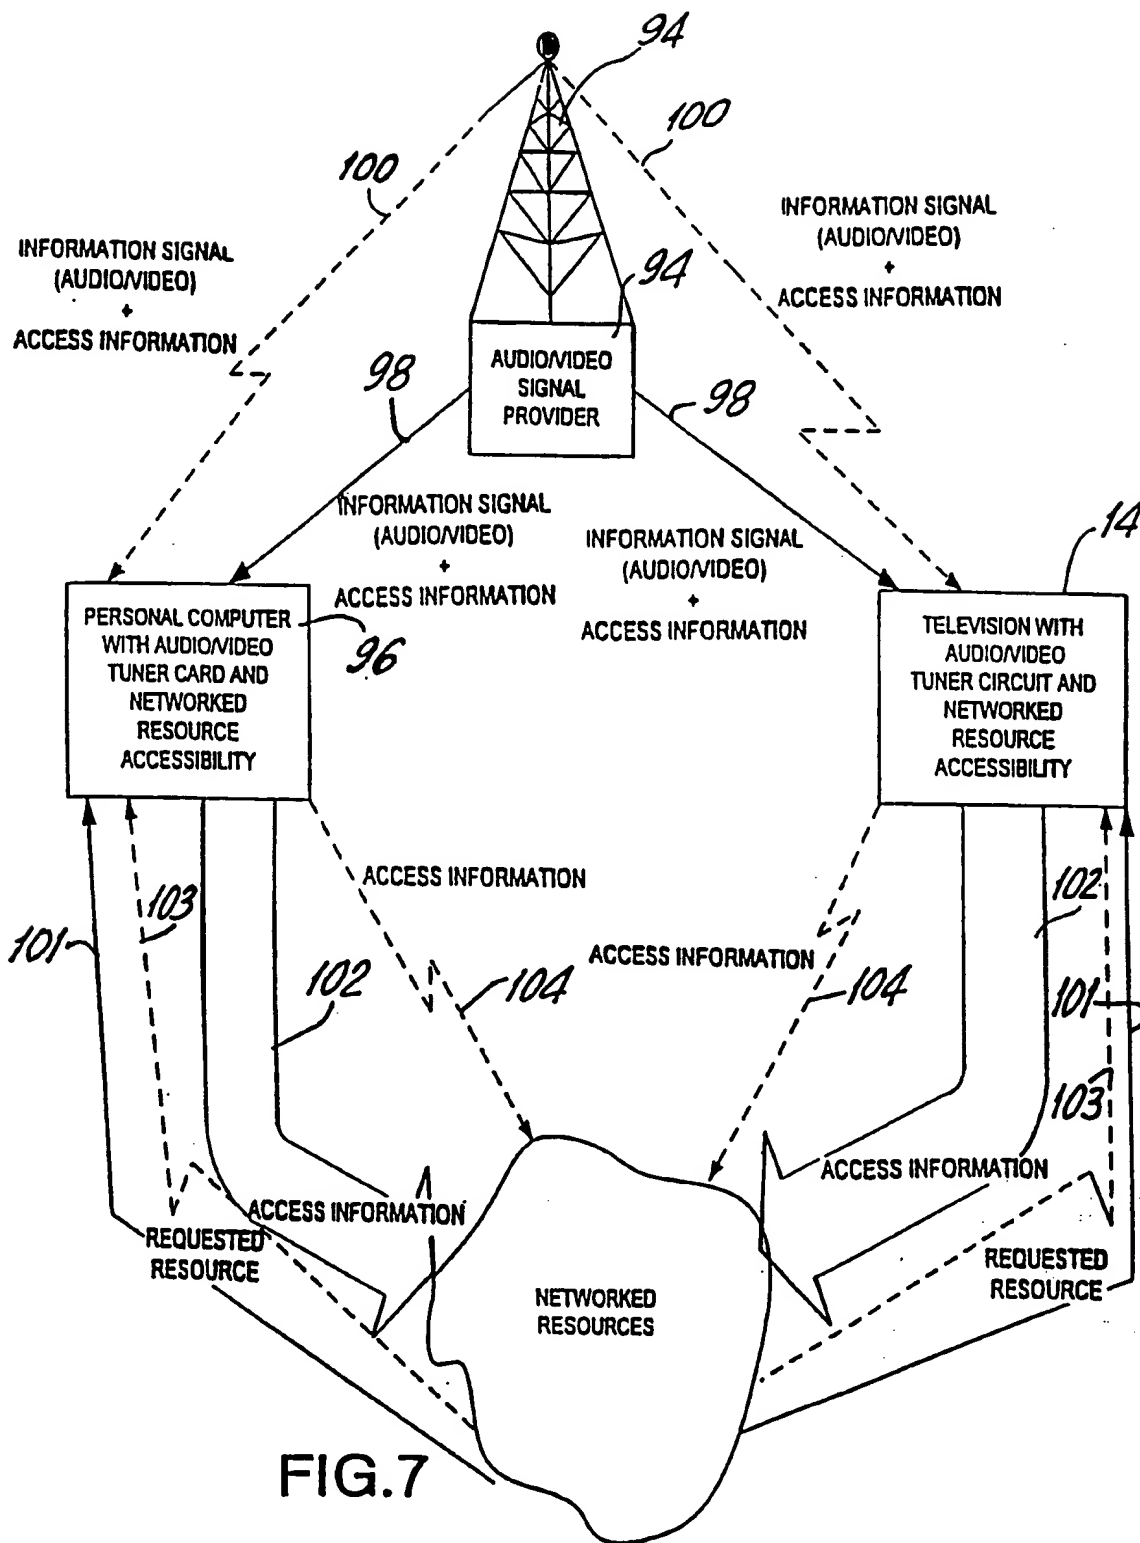 94
100
100
INFORMATION SIGNAL
(AUDIO/VIDEO)
+
ACCESS INFORMATION
INFORMATION SIGNAL
(AUDIO/VIDEO)
+
ACCESS INFORMATION
94
AUDIO/VIDEO
SIGNAL
PROVIDER
98
98
INFORMATION SIGNAL
(AUDIO/VIDEO)
+
ACCESS INFORMATION
INFORMATION SIGNAL
(AUDIO/VIDEO)
+
ACCESS INFORMATION
14
PERSONAL COMPUTER
WITH AUDIO/VIDEO
TUNER CARD AND
NETWORKED
RESOURCE
ACCESSIBILITY
96
TELEVISION WITH
AUDIO/VIDEO
TUNER CIRCUIT AND
NETWORKED
RESOURCE
ACCESSIBILITY
ACCESS INFORMATION
ACCESS INFORMATION
103
101
102
104
104
102
101
103
ACCESS INFORMATION
ACCESS INFORMATION
REQUESTED
RESOURCE
REQUESTED
RESOURCE
NETWORKED
RESOURCES
FIG.7